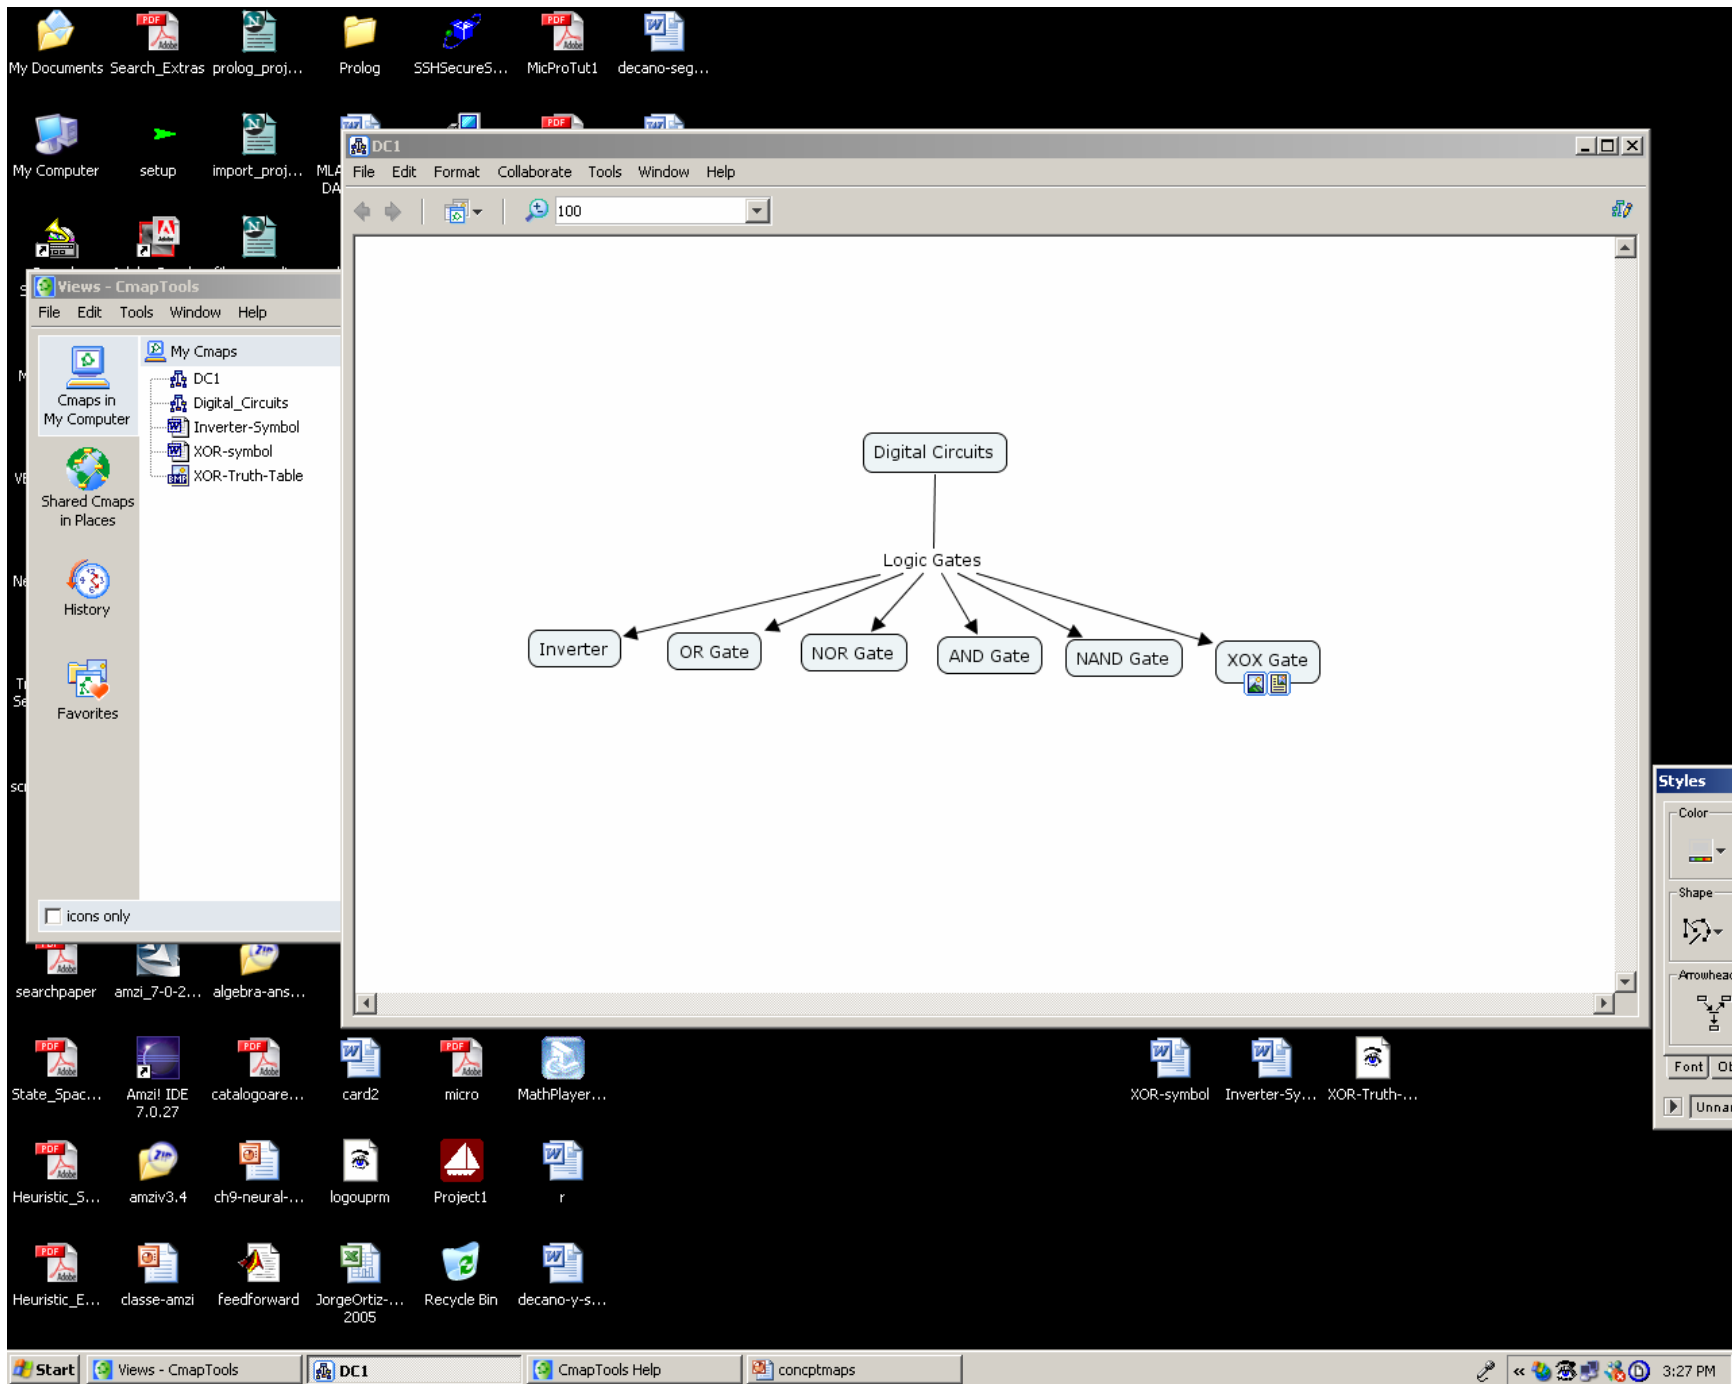 My Documents
Search_Extras
prolog_proj...
Prolog
SSHSecureS...
MicProTut1
decano-seg...
My Computer
setup
import_proj...
DC1
File Edit Format Collaborate Tools Window Help
100
Views - CmapTools
File Edit Tools Window Help
Cmaps in
My Computer
Shared Cmaps
in Places
History
Favorites
My Cmaps
DC1
Digital_Circuits
Inverter-Symbol
XOR-symbol
XOR-Truth-Table
icons only
Digital Circuits
Logic Gates
Inverter
OR Gate
NOR Gate
AND Gate
NAND Gate
XOX Gate
Styles
Color
Shape
Font
searchpaper
amzi_7-0-2...
algebra-ans...
State_Spac...
Amzi! IDE
7.0.27
catalogoare...
card2
micro
MathPlayer...
XOR-symbol
Inverter-Sy...
XOR-Truth-...
Heuristic_S...
amziv3.4
ch9-neural-...
logouprm
Project1
r
Heuristic_E...
classe-amzi
feedforward
JorgeOrtiz-...
2005
Recycle Bin
decano-y-s...
Start
Views - CmapTools
DC1
CmapTools Help
concptmaps
3:27 PM